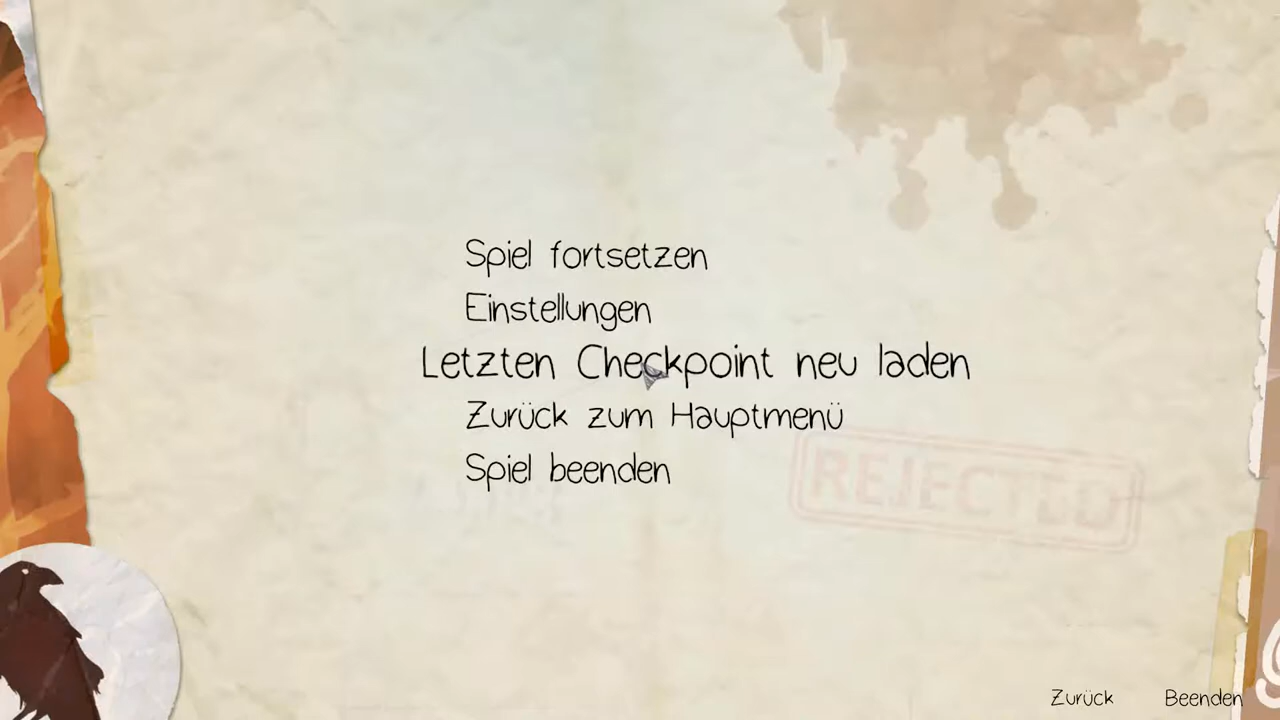 Spiel fortsetzen
Einstellungen
Letzten Checkpoint neu laden
Zurück zum Hauptmenü
REJECTED
Spiel beenden
Zurück Beenden